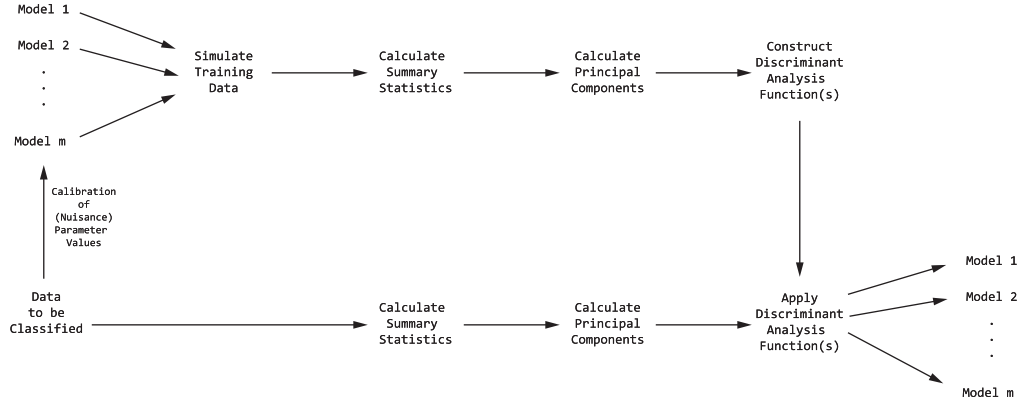 Model 1
Model 2
.
.
.
Model m
Simulate
Training
Data
Calculate
Summary
Statistics
Calculate
Principal
Components
Construct
Discriminant
Analysis
Function(s)
Calibration
of
(Nuisance)
Parameter
Values
Data
to be
Classified
Calculate
Summary
Statistics
Calculate
Principal
Components
Apply
Discriminant
Analysis
Function(s)
Model 1
Model 2
.
.
.
Model m